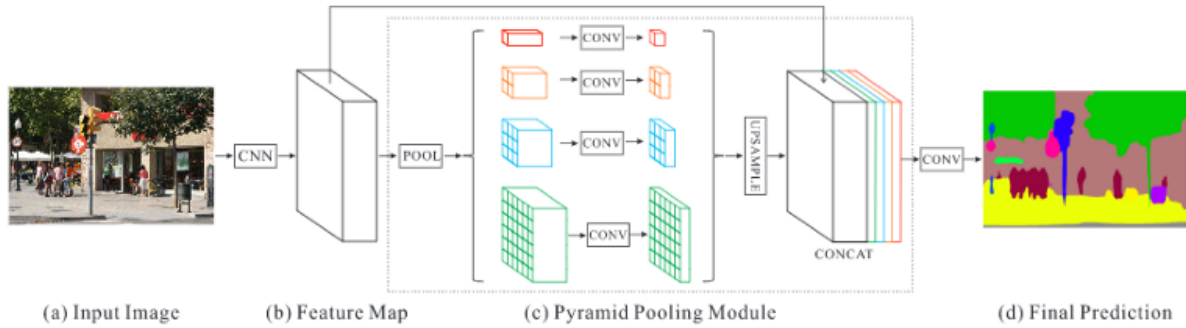 CONV
CONV
CNN
POOL
CONV
UPSAMPLE
CONV
CONV
CONCAT
(a) Input Image
(b) Feature Map
(c) Pyramid Pooling Module
(d) Final Prediction